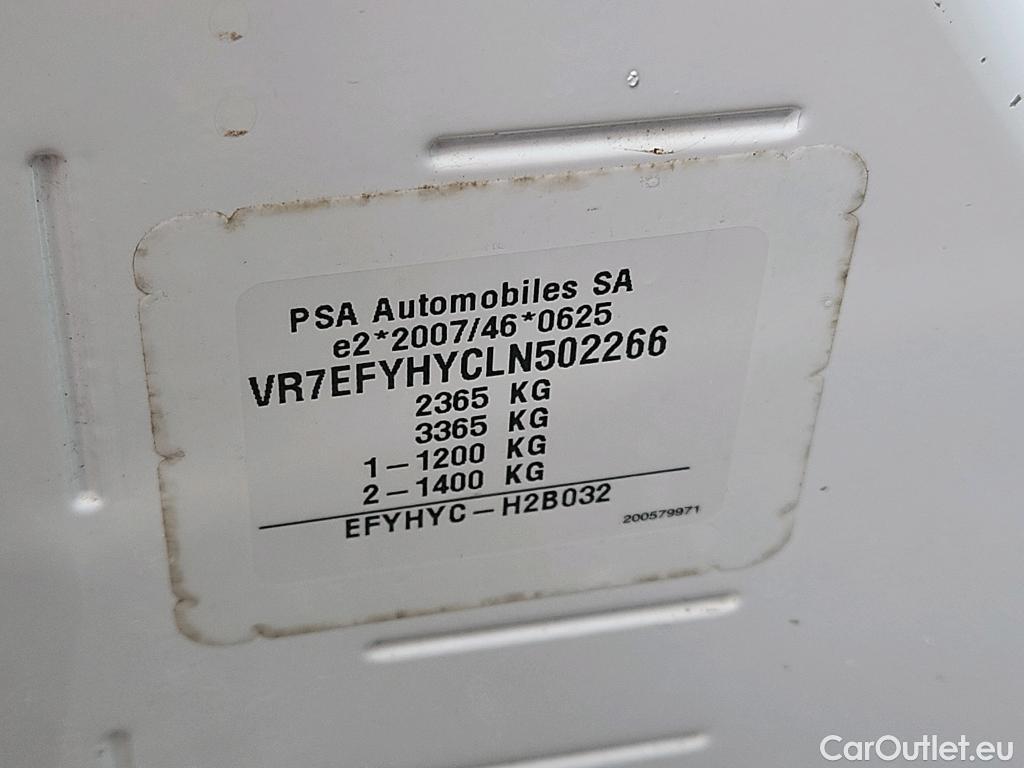 PSA Automobiles SA
e2*2007/46*0625
VR7EFYHYCLN502266
2365 KG
3365 KG
1-1200 KG
2-1400 KG
EFYHYC-H2B032
200579971
CarOutlet.eu